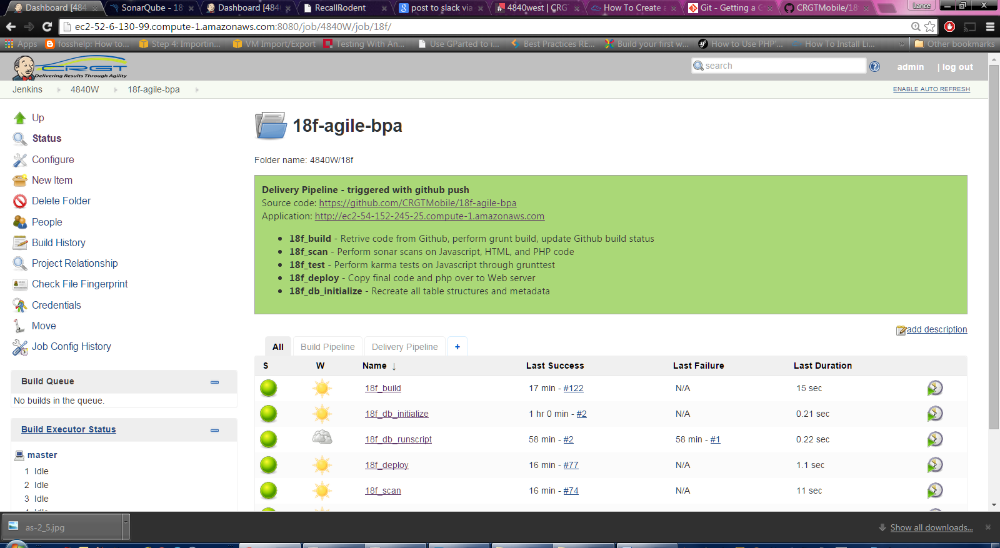 Dashboard [484
SonarQube - 18
Dashboard [484
RecallRodent
post to slack via
4840west | CRG
How To Create a
Git - Getting a G
CRGTMobile/18
Lance
ec2-52-6-130-99.compute-1.amazonaws.com:8080/job/4840W/job/18f/
Apps
fosshelp: How to...
Step 4: Importin...
VM Import/Export
Testing With An...
Use GParted to i...
Best Practices RE...
Build your first w...
How to Use PHP'...
How To Install Li...
»
Other bookmarks
CRGT
Delivering Results Through Agility
search
admin
| log out
Jenkins
4840W
18f-agile-bpa
ENABLE AUTO REFRESH
Up
Status
Configure
New Item
Delete Folder
People
Build History
Project Relationship
Check File Fingerprint
Credentials
Move
Job Config History
Build Queue
No builds in the queue.
Build Executor Status
master
1 Idle
2 Idle
3 Idle
4 Idle
18f-agile-bpa
Folder name: 4840W/18f
Delivery Pipeline - triggered with github push
Source code: https://github.com/CRGTMobile/18f-agile-bpa
Application: http://ec2-54-152-245-25.compute-1.amazonaws.com
• 18f_build - Retrive code from Github, perform grunt build, update Github build status
• 18f_scan - Perform sonar scans on Javascript, HTML, and PHP code
• 18f_test - Perform karma tests on Javascript through grunttest
• 18f_deploy - Copy final code and php over to Web server
• 18f_db_initialize - Recreate all table structures and metadata
add description
All
Build Pipeline
Delivery Pipeline
+
S W Name ↓ Last Success Last Failure Last Duration
18f_build 17 min - #122 N/A 15 sec
18f_db_initialize 1 hr 0 min - #2 N/A 0.21 sec
18f_db_runscript 58 min - #2 58 min - #1 0.22 sec
18f_deploy 16 min - #77 N/A 1.1 sec
18f_scan 16 min - #74 N/A 11 sec
as-2_5.jpg
Show all downloads...